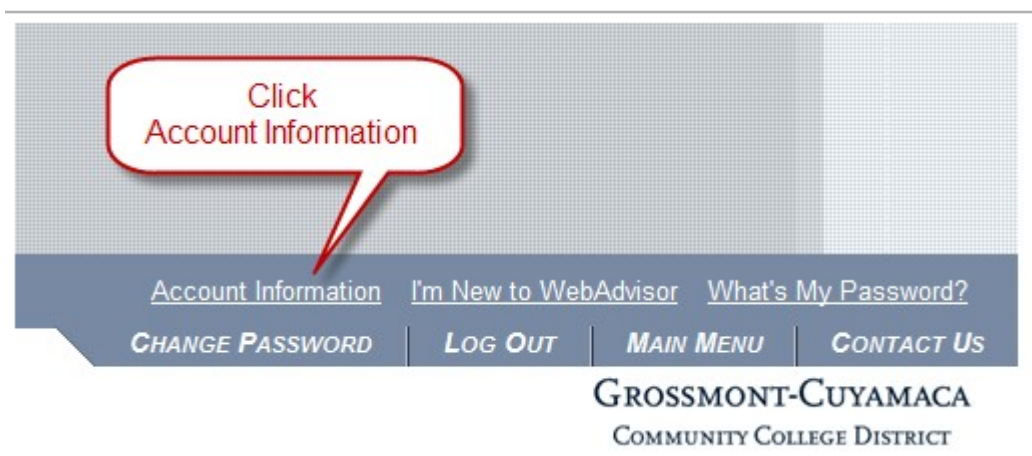 Click
Account Information
Account Information I'm New to WebAdvisor What's My Password?
CHANGE PASSWORD LOG OUT MAIN MENU CONTACT US
GROSSMONT-CUYAMACA
COMMUNITY COLLEGE DISTRICT